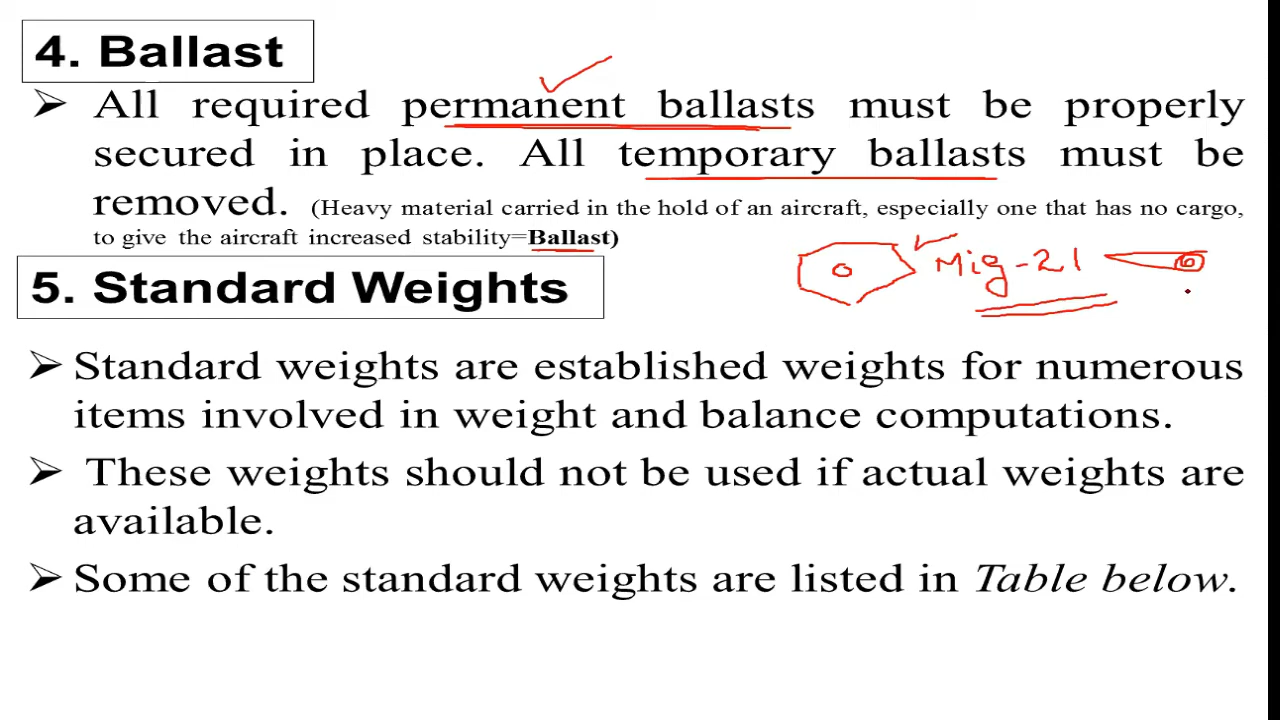 4. Ballast
➢ All required permanent ballasts must be properly
secured in place. All temporary ballasts must be
removed. (Heavy material carried in the hold of an aircraft, especially one that has no cargo,
to give the aircraft increased stability=Ballast)
Mig-21
5. Standard Weights
➢ Standard weights are established weights for numerous
items involved in weight and balance computations.
➢ These weights should not be used if actual weights are
available.
➢ Some of the standard weights are listed in Table below.